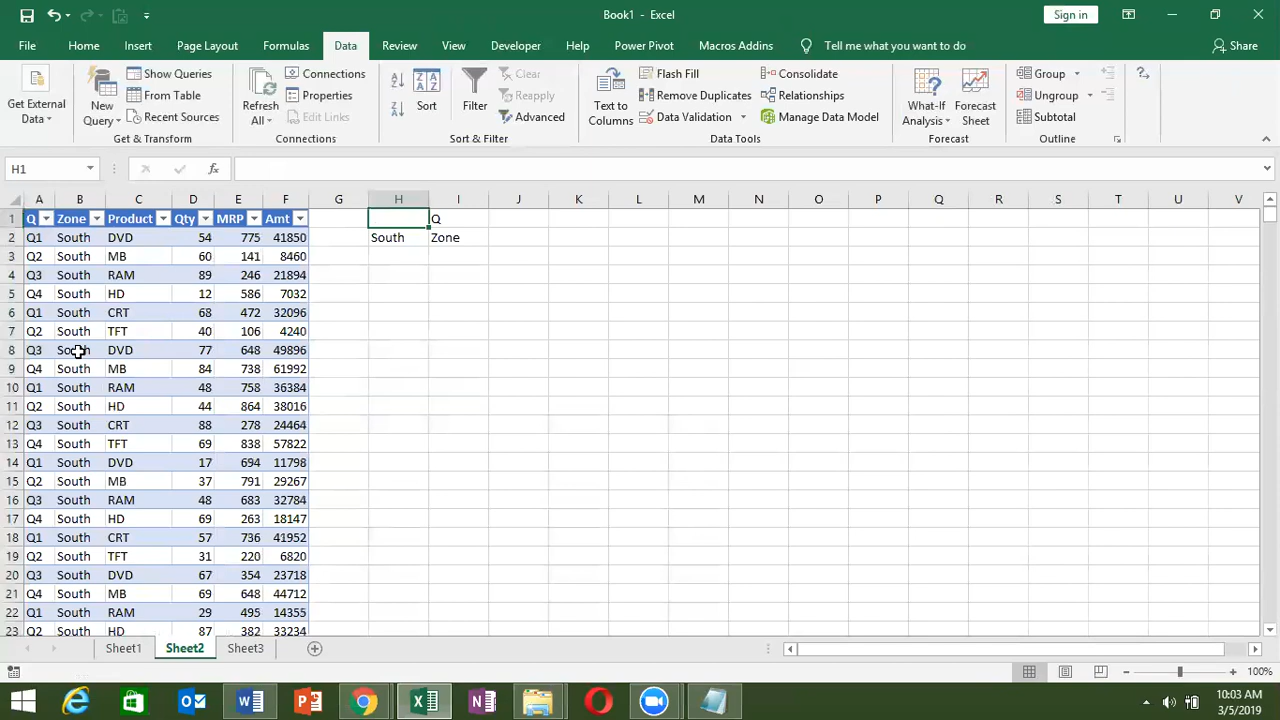 Book1 - Excel
Sign in
File Home Insert Page Layout Formulas Data Review View Developer Help Power Pivot Macros Addins Tell me what you want to do Share
Get External Data
New Query
Show Queries
From Table
Recent Sources
Get & Transform
Refresh All
Connections
Properties
Edit Links
Connections
Sort
Filter
Clear
Reapply
Advanced
Sort & Filter
Text to Columns
Flash Fill
Remove Duplicates
Data Validation
Consolidate
Relationships
Manage Data Model
Data Tools
What-If Analysis
Forecast Sheet
Forecast
Group
Ungroup
Subtotal
Outline
H1 fx
A B C D E F G H I J K L M N O P Q R S T U V
1 Q Zone Product Qty MRP Amt Q
2 Q1 South DVD 54 775 41850 South Zone
3 Q2 South MB 60 141 8460
4 Q3 South RAM 89 246 21894
5 Q4 South HD 12 586 7032
6 Q1 South CRT 68 472 32096
7 Q2 South TFT 40 106 4240
8 Q3 South DVD 77 648 49896
9 Q4 South MB 84 738 61992
10 Q1 South RAM 48 758 36384
11 Q2 South HD 44 864 38016
12 Q3 South CRT 88 278 24464
13 Q4 South TFT 69 838 57822
14 Q1 South DVD 17 694 11798
15 Q2 South MB 37 791 29267
16 Q3 South RAM 48 683 32784
17 Q4 South HD 69 263 18147
18 Q1 South CRT 57 736 41952
19 Q2 South TFT 31 220 6820
20 Q3 South DVD 67 354 23718
21 Q4 South MB 69 648 44712
22 Q1 South RAM 29 495 14355
23 Q2 South HD 87 382 33234
Sheet1 Sheet2 Sheet3
100%
10:03 AM
3/5/2019